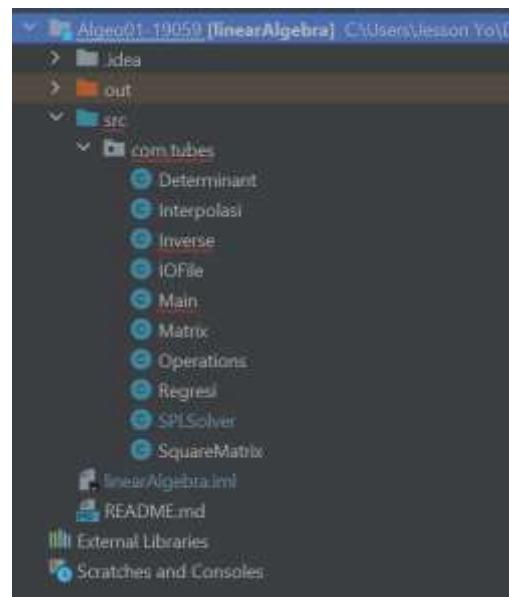 Algeo01-19059 [linearAlgebra] C:\Users\Jesson Yo\
.idea
out
src
com.tubes
Determinant
Interpolasi
Inverse
IOFile
Main
Matrix
Operations
Regresi
SPLSolver
SquareMatrix
linearAlgebra.iml
README.md
External Libraries
Scratches and Consoles